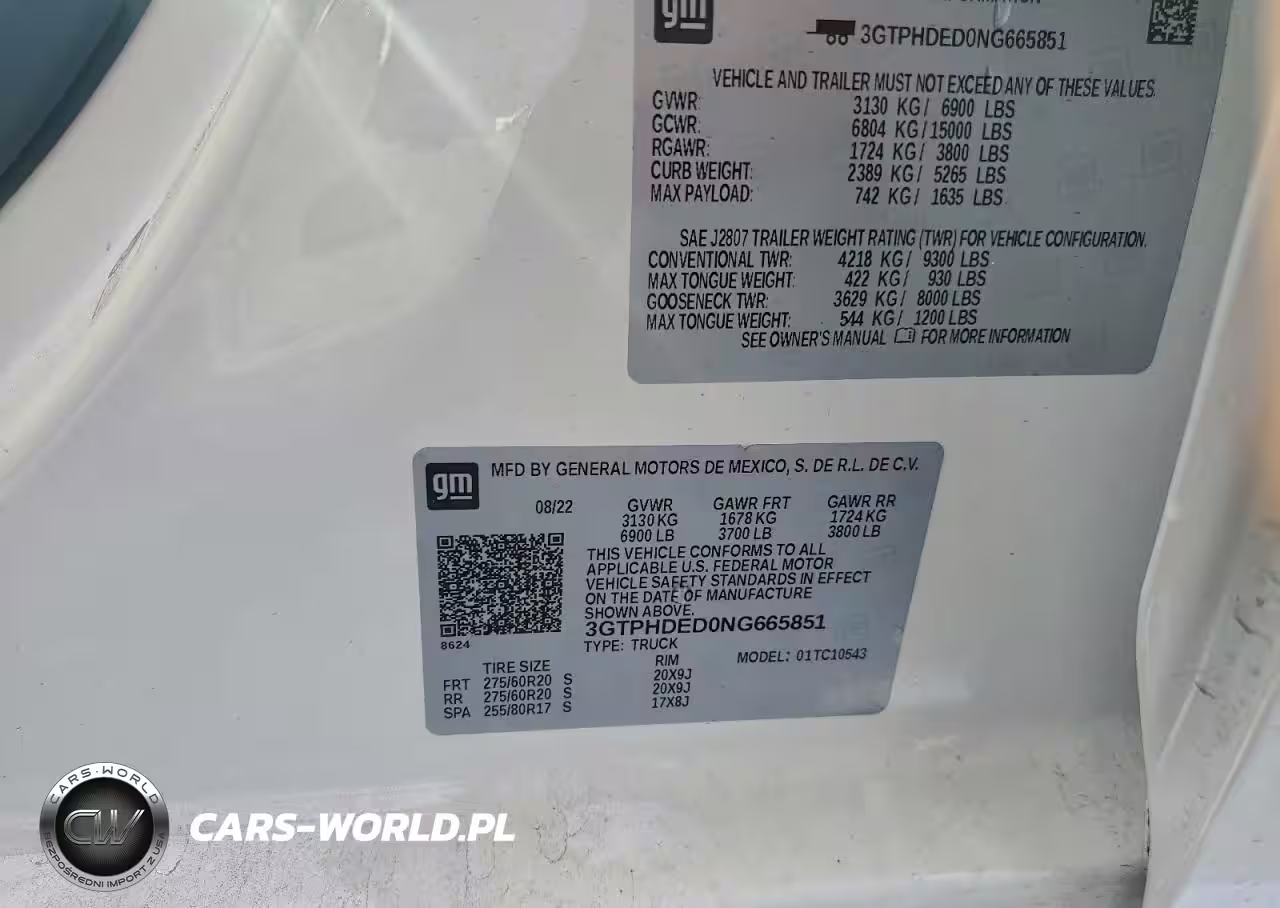 gm
3GTPHDED0NG665851
VEHICLE AND TRAILER MUST NOT EXCEED ANY OF THESE VALUES.
GVWR: 3130 KG/ 6900 LBS
GCWR: 6804 KG/15000 LBS
RGAWR: 1724 KG/ 3800 LBS
CURB WEIGHT: 2389 KG/ 5265 LBS
MAX PAYLOAD: 742 KG/ 1635 LBS
SAE J2807 TRAILER WEIGHT RATING (TWR) FOR VEHICLE CONFIGURATION.
CONVENTIONAL TWR: 4218 KG/ 9300 LBS
MAX TONGUE WEIGHT: 422 KG/ 930 LBS
GOOSENECK TWR: 3629 KG/ 8000 LBS
MAX TONGUE WEIGHT: 544 KG/ 1200 LBS
SEE OWNER'S MANUAL FOR MORE INFORMATION
gm MFD BY GENERAL MOTORS DE MEXICO, S. DE R.L. DE C.V.
08/22 GVWR GAWR FRT GAWR RR
3130 KG 1678 KG 1724 KG
6900 LB 3700 LB 3800 LB
THIS VEHICLE CONFORMS TO ALL
APPLICABLE U.S. FEDERAL MOTOR
VEHICLE SAFETY STANDARDS IN EFFECT
ON THE DATE OF MANUFACTURE
SHOWN ABOVE.
3GTPHDED0NG665851
8624 TYPE: TRUCK MODEL: 01TC10543
TIRE SIZE RIM
FRT 275/60R20 S 20X9J
RR 275/60R20 S 20X9J
SPA 255/80R17 S 17X8J
CARS-WORLD
CW
BEZPOŚREDNI IMPORT Z USA
CARS-WORLD.PL